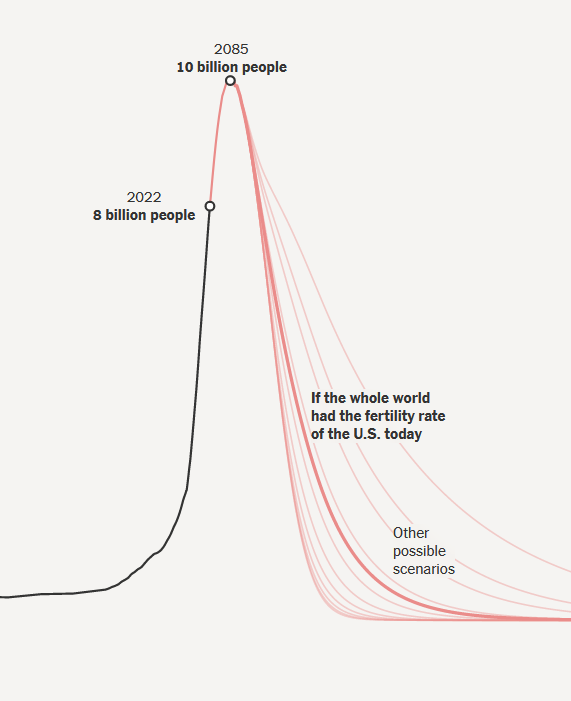 2085
10 billion people
2022
8 billion people
If the whole world
had the fertility rate
of the U.S. today
Other
possible
scenarios